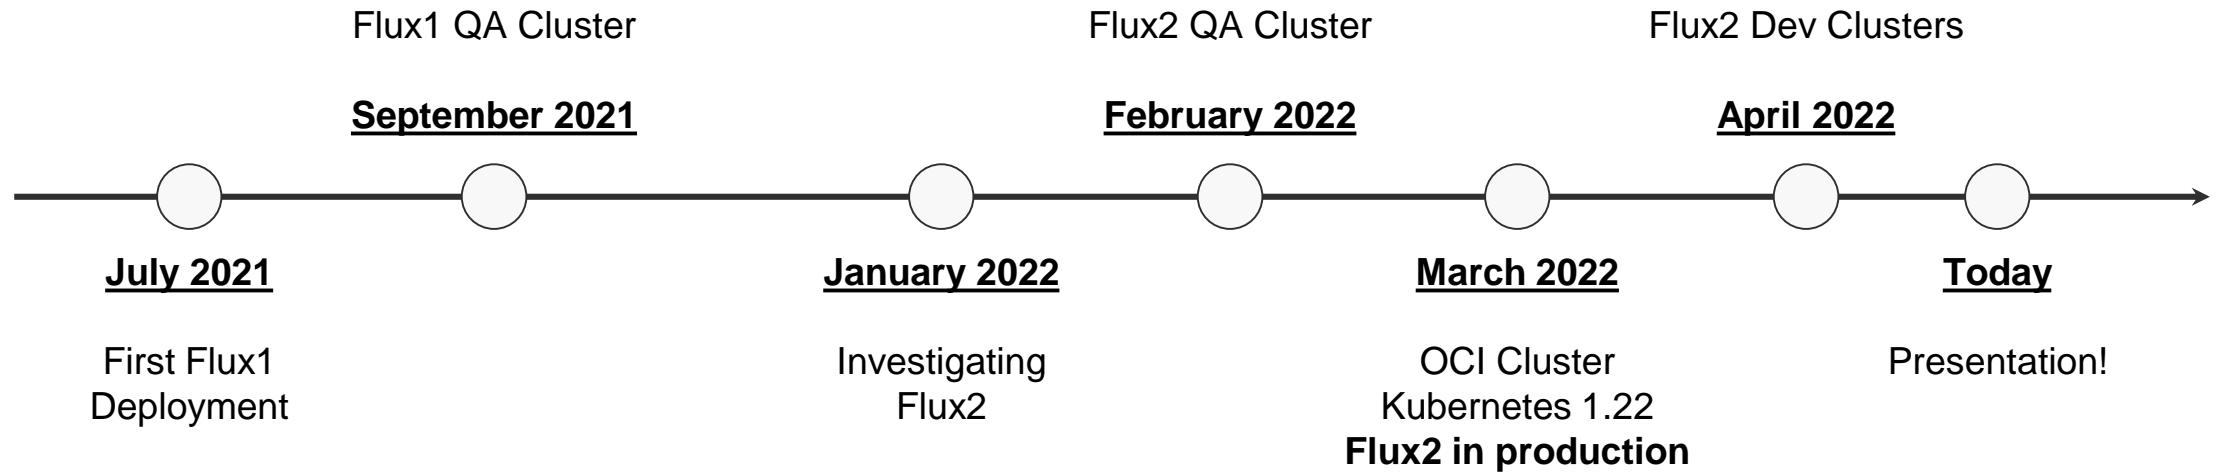 Flux1 QA Cluster
September 2021
Flux2 QA Cluster
February 2022
Flux2 Dev Clusters
April 2022
July 2021
First Flux1
Deployment
January 2022
Investigating
Flux2
March 2022
OCI Cluster
Kubernetes 1.22
Flux2 in production
Today
Presentation!